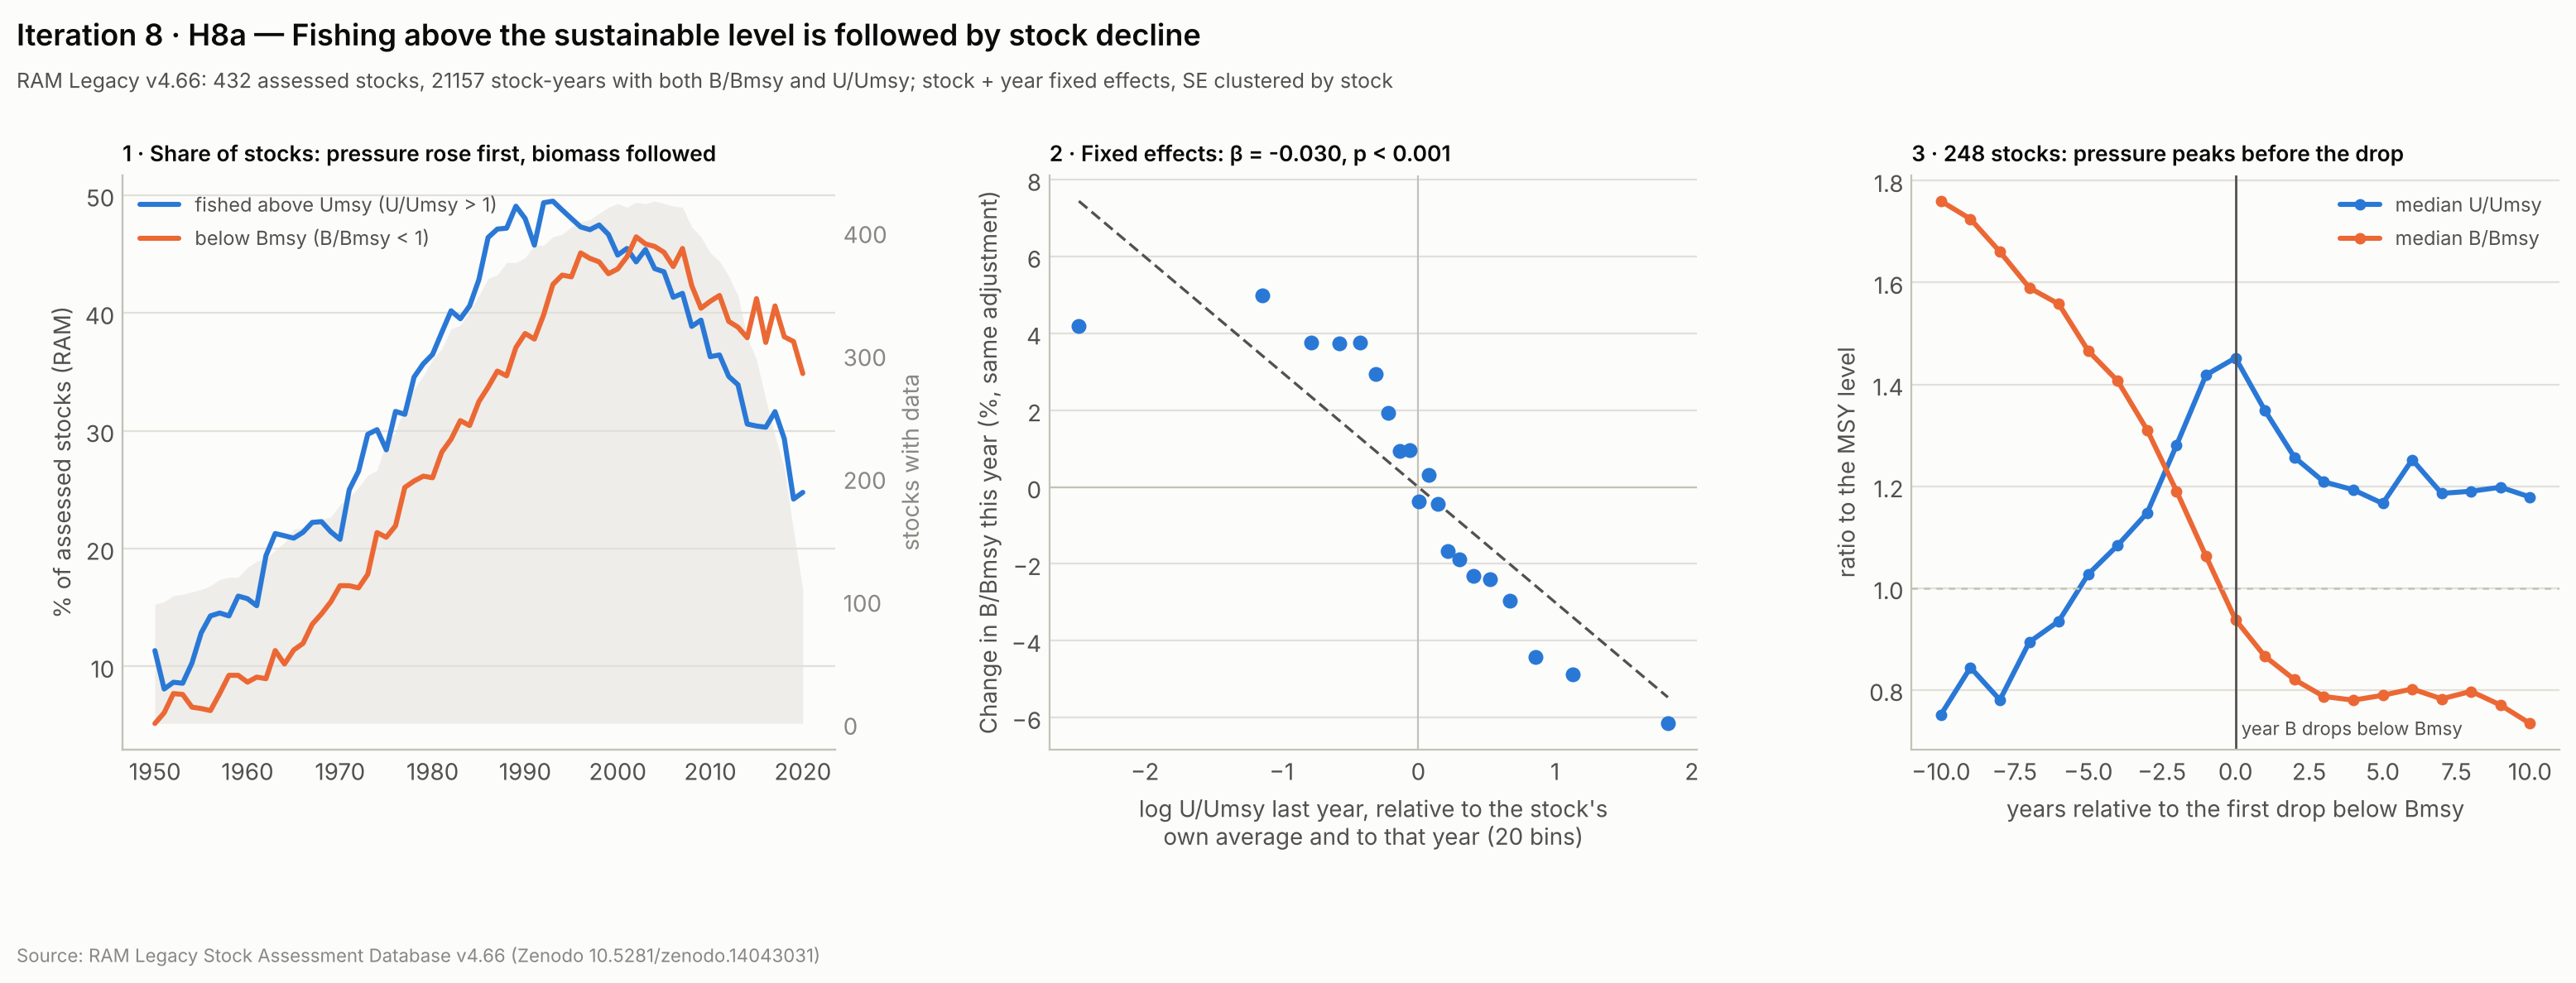 Iteration 8 · H8a — Fishing above the sustainable level is followed by stock decline
RAM Legacy v4.66: 432 assessed stocks, 21157 stock-years with both B/Bmsy and U/Umsy; stock + year fixed effects, SE clustered by stock
1 · Share of stocks: pressure rose first, biomass followed
fished above Umsy (U/Umsy > 1)
below Bmsy (B/Bmsy < 1)
% of assessed stocks (RAM)
50
40
30
20
10
400
300
200
100
0
stocks with data
1950 1960 1970 1980 1990 2000 2010 2020
2 · Fixed effects: β = -0.030, p < 0.001
Change in B/Bmsy this year (%, same adjustment)
8
6
4
2
0
−2
−4
−6
−2 −1 0 1 2
log U/Umsy last year, relative to the stock's
own average and to that year (20 bins)
3 · 248 stocks: pressure peaks before the drop
median U/Umsy
median B/Bmsy
ratio to the MSY level
1.8
1.6
1.4
1.2
1.0
0.8
year B drops below Bmsy
−10.0 −7.5 −5.0 −2.5 0.0 2.5 5.0 7.5 10.0
years relative to the first drop below Bmsy
Source: RAM Legacy Stock Assessment Database v4.66 (Zenodo 10.5281/zenodo.14043031)